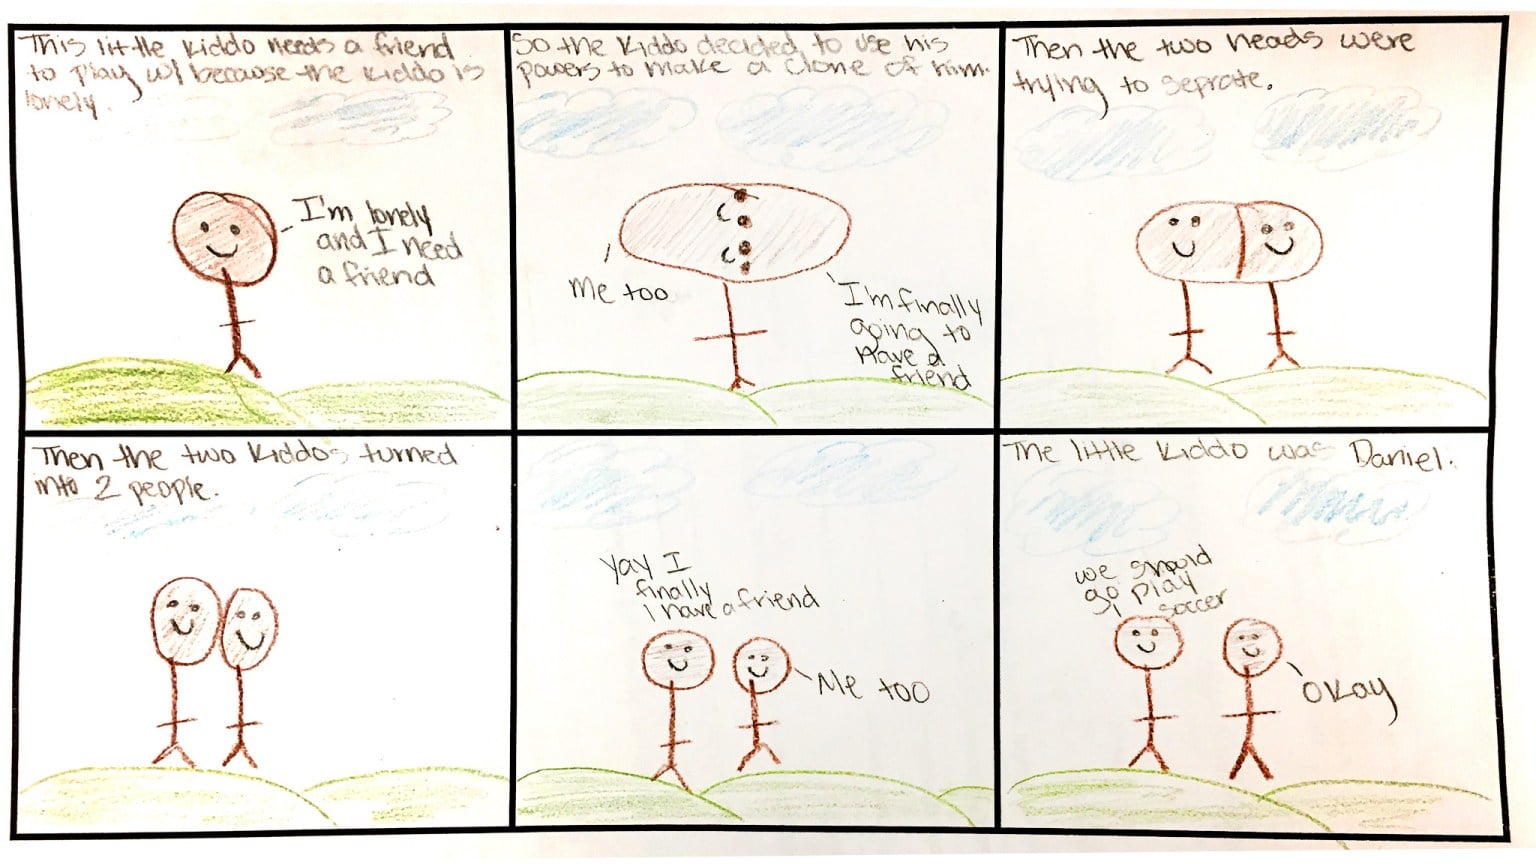 This little Kiddo needs a friend
to play w/ because the kiddo is
lonely.
I'm lonely
and I need
a friend
So the Kiddo decided to use his
powers to make a clone of him.
Me too
I'm finally
going to
have a
friend
Then the two heads were
trying to seprate.
Then the two kiddos turned
into 2 people.
yay I
finally
I have a friend
Me too
The little Kiddo was Daniel.
we should
go play
soccer
Okay